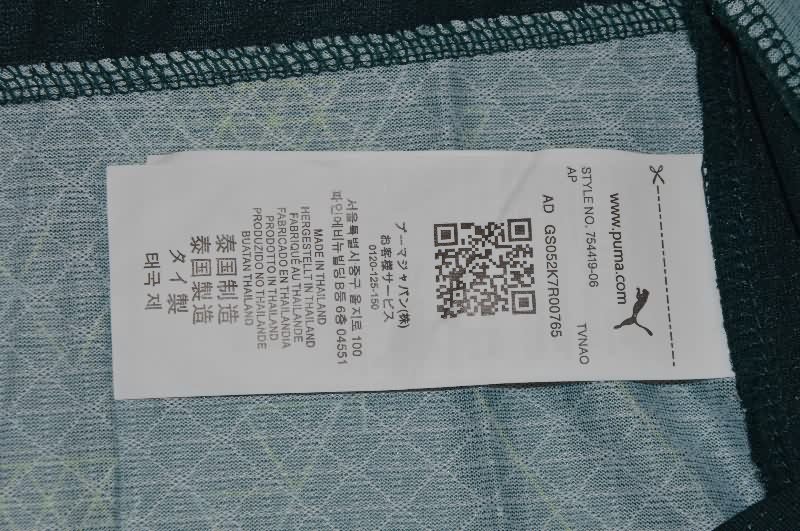 www.puma.com
STYLE NO. 754419-06 TVNAO
AP
AD GS052K7R00765
プーマジャパン(株)
お客様サービス
0120-125-150
서울특별시중구 을지로 100
파인에비뉴빌딩 B동 6층 04551
MADE IN THAILAND
HERGESTELLT IN THAILAND
FABRIQUÉ AU THAÏLANDE
FABRICADO EN THAILANDIA
PRODOTTO IN THAILANDIA
PRODUZIDO NO THAILANDE
BUATAN THAILAND
泰国制造
泰國製造
タイ製
태국 제